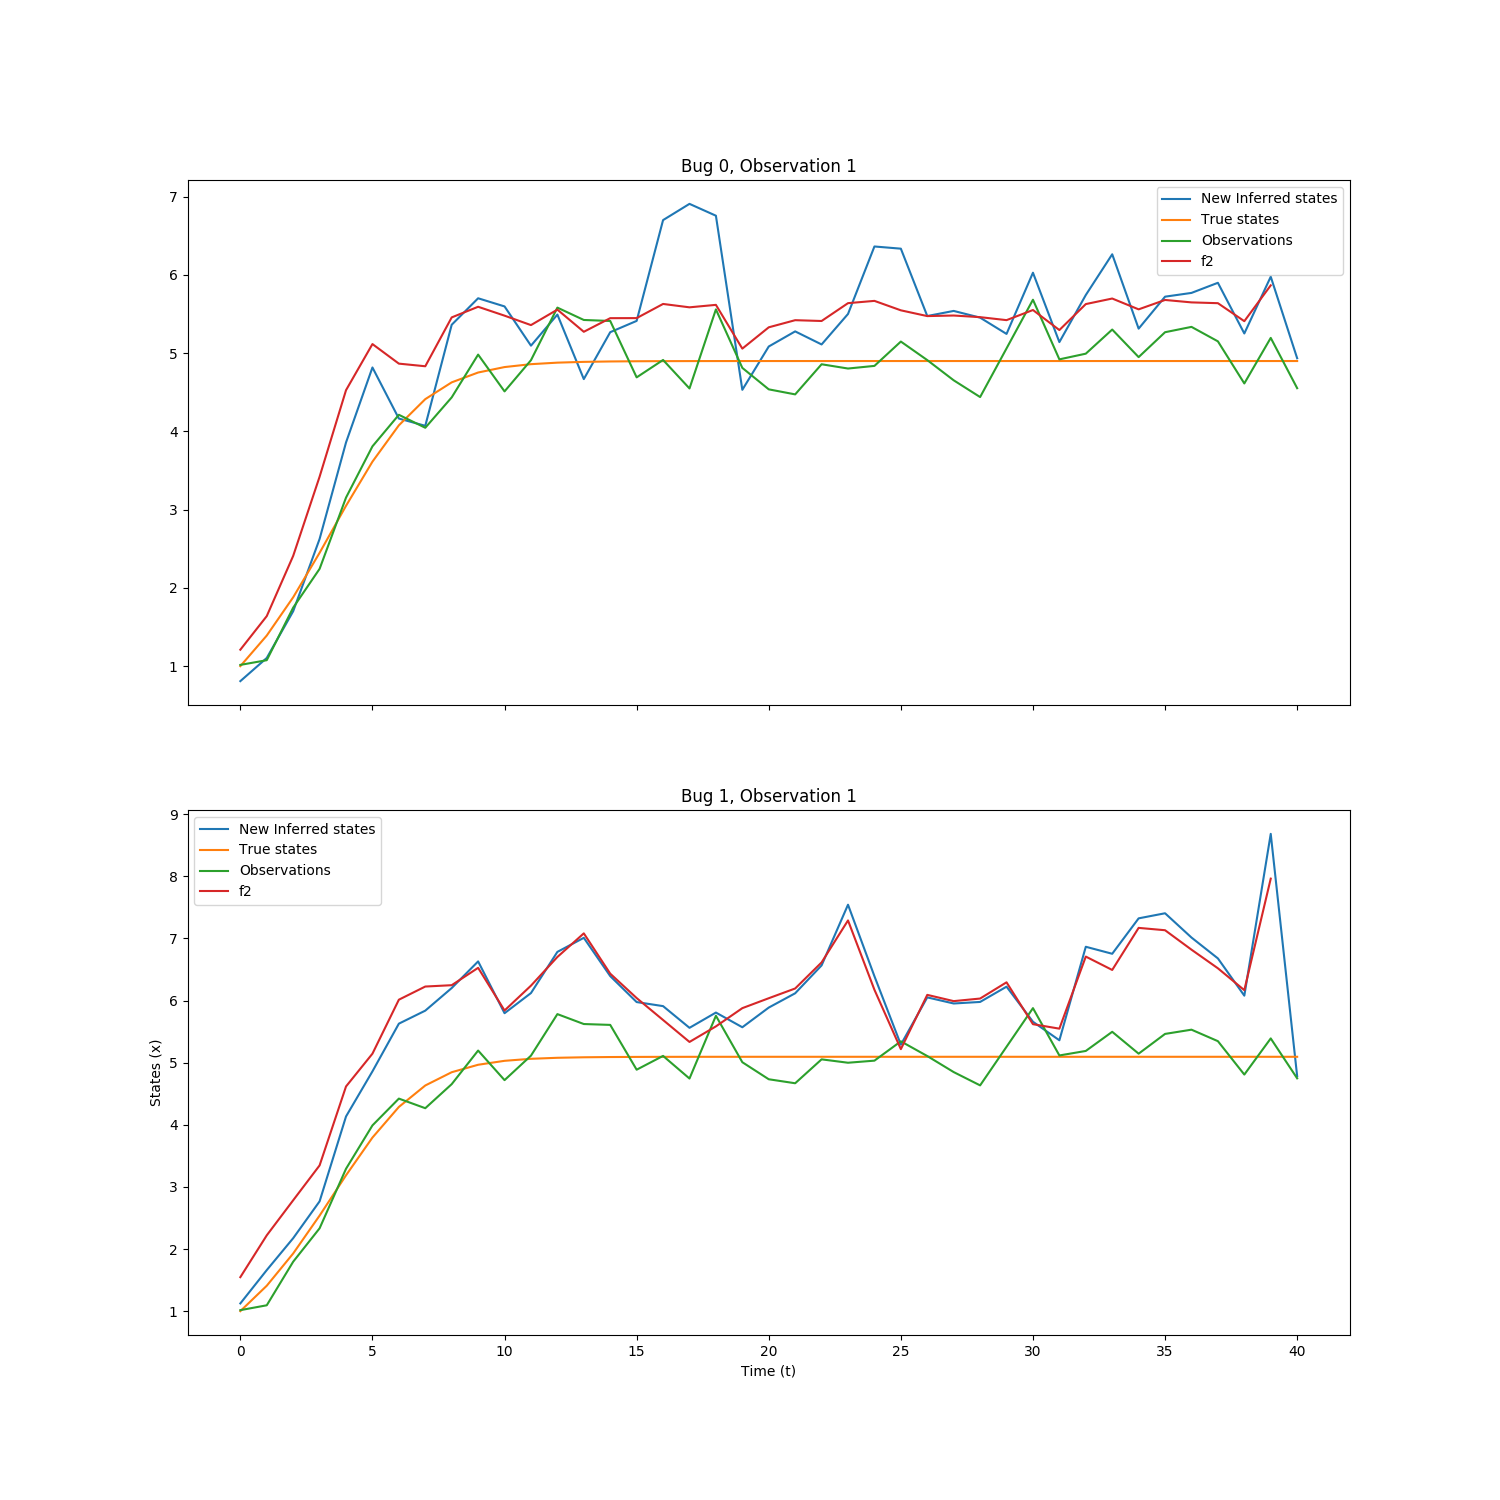 Bug 0, Observation 1
7
6
5
4
3
2
1
New Inferred states
True states
Observations
f2
Bug 1, Observation 1
9
8
7
6
5
4
3
2
1
States (x)
New Inferred states
True states
Observations
f2
0 5 10 15 20 25 30 35 40
Time (t)